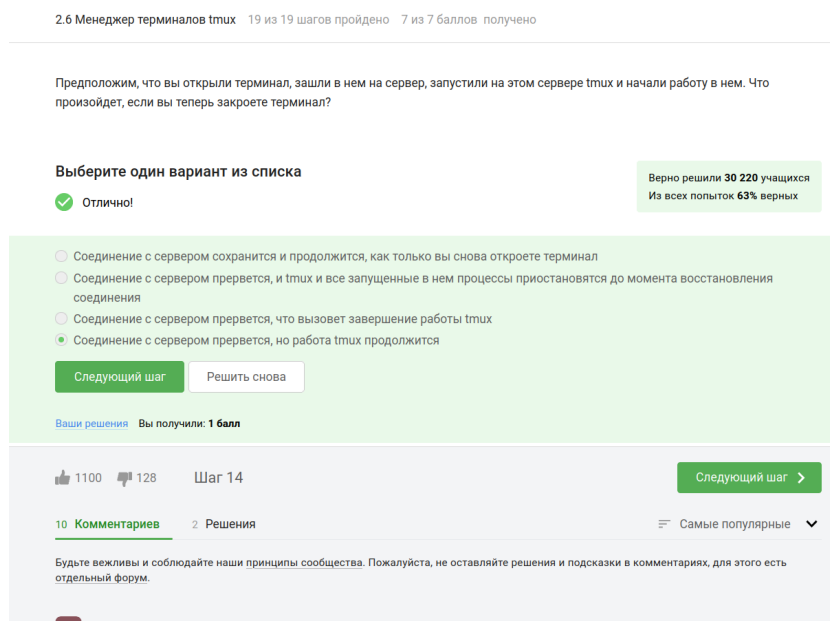 2.6 Менеджер терминалов tmux 19 из 19 шагов пройдено 7 из 7 баллов получено
Предположим, что вы открыли терминал, зашли в нем на сервер, запустили на этом сервере tmux и начали работу в нем. Что
произойдет, если вы теперь закроете терминал?
Выберите один вариант из списка
Отлично!
Верно решили 30 220 учащихся
Из всех попыток 63% верных
Соединение с сервером сохранится и продолжится, как только вы снова откроете терминал
Соединение с сервером прервется, и tmux и все запущенные в нем процессы приостановятся до момента восстановления
соединения
Соединение с сервером прервется, что вызовет завершение работы tmux
Соединение с сервером прервется, но работа tmux продолжится
Следующий шаг Решить снова
Ваши решения Вы получили: 1 балл
1100 128 Шаг 14 Следующий шаг
10 Комментариев 2 Решения Самые популярные
Будьте вежливы и соблюдайте наши принципы сообщества. Пожалуйста, не оставляйте решения и подсказки в комментариях, для этого есть
отдельный форум.